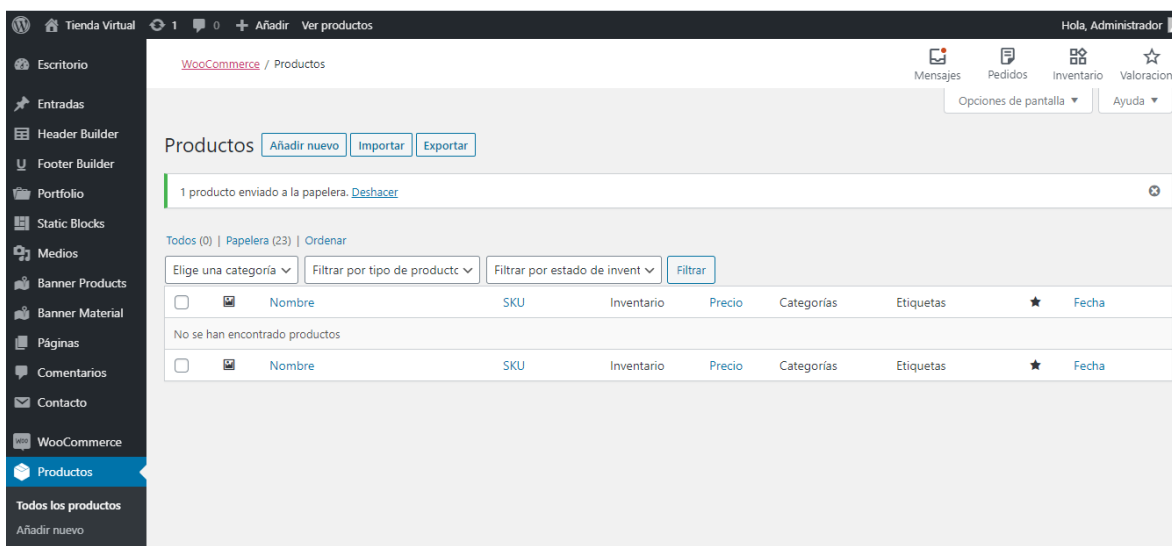 Tienda Virtual 1 0 + Añadir Ver productos Hola, Administrador
Escritorio
Entradas
Header Builder
Footer Builder
Portfolio
Static Blocks
Medios
Banner Products
Banner Material
Páginas
Comentarios
Contacto
WOO WooCommerce
Productos
Todos los productos
Añadir nuevo
WooCommerce / Productos
Mensajes Pedidos Inventario Valoracion
Opciones de pantalla ▼ Ayuda ▼
Productos Añadir nuevo Importar Exportar
1 producto enviado a la papelera. Deshacer
Todos (0) | Papelera (23) | Ordenar
Elige una categoría Filtrar por tipo de producto Filtrar por estado de invent Filtrar
Nombre SKU Inventario Precio Categorías Etiquetas ★ Fecha
No se han encontrado productos
Nombre SKU Inventario Precio Categorías Etiquetas ★ Fecha